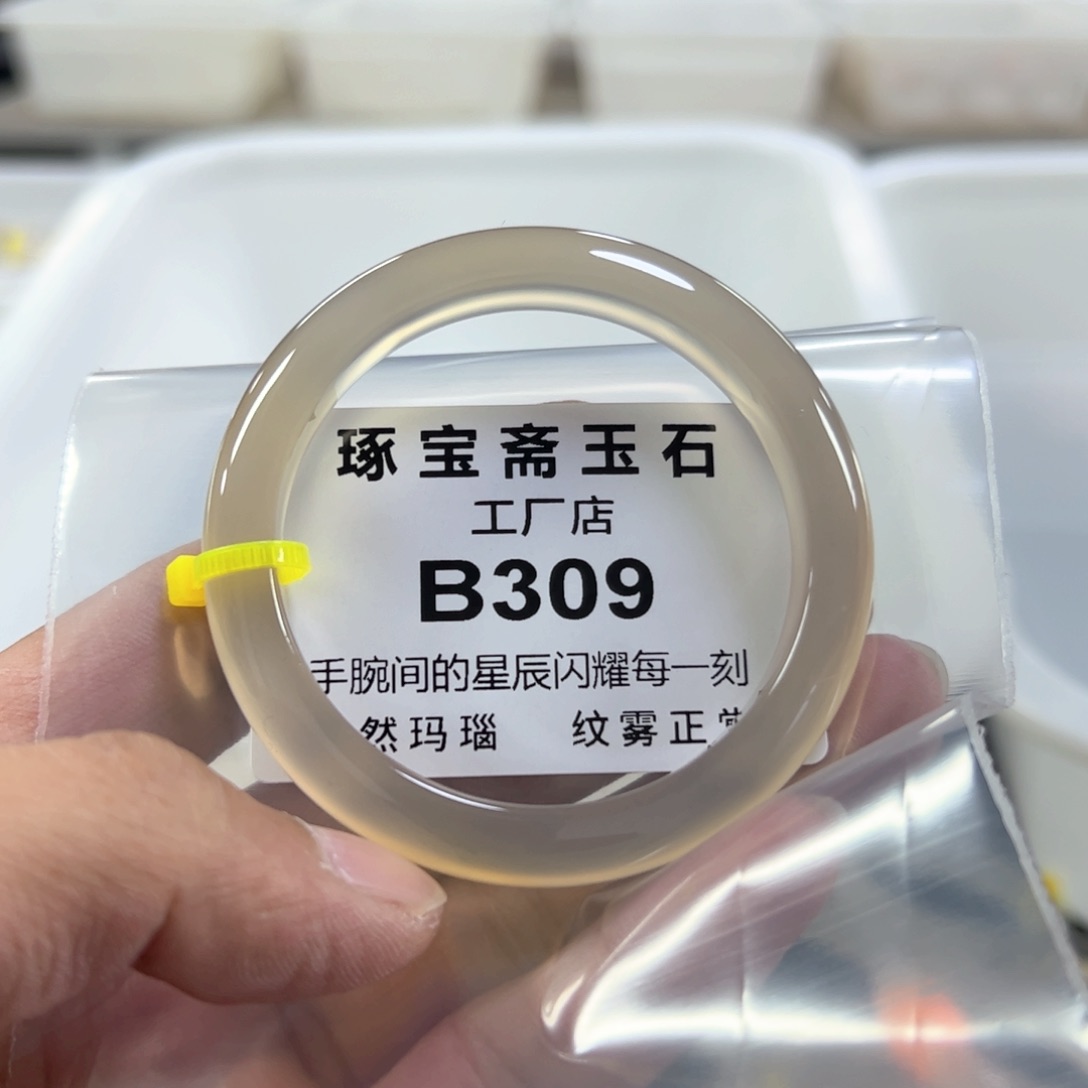 琢宝斋玉石
工厂店
B309
手腕间的星辰闪耀每一刻
然玛瑙 纹雾正常